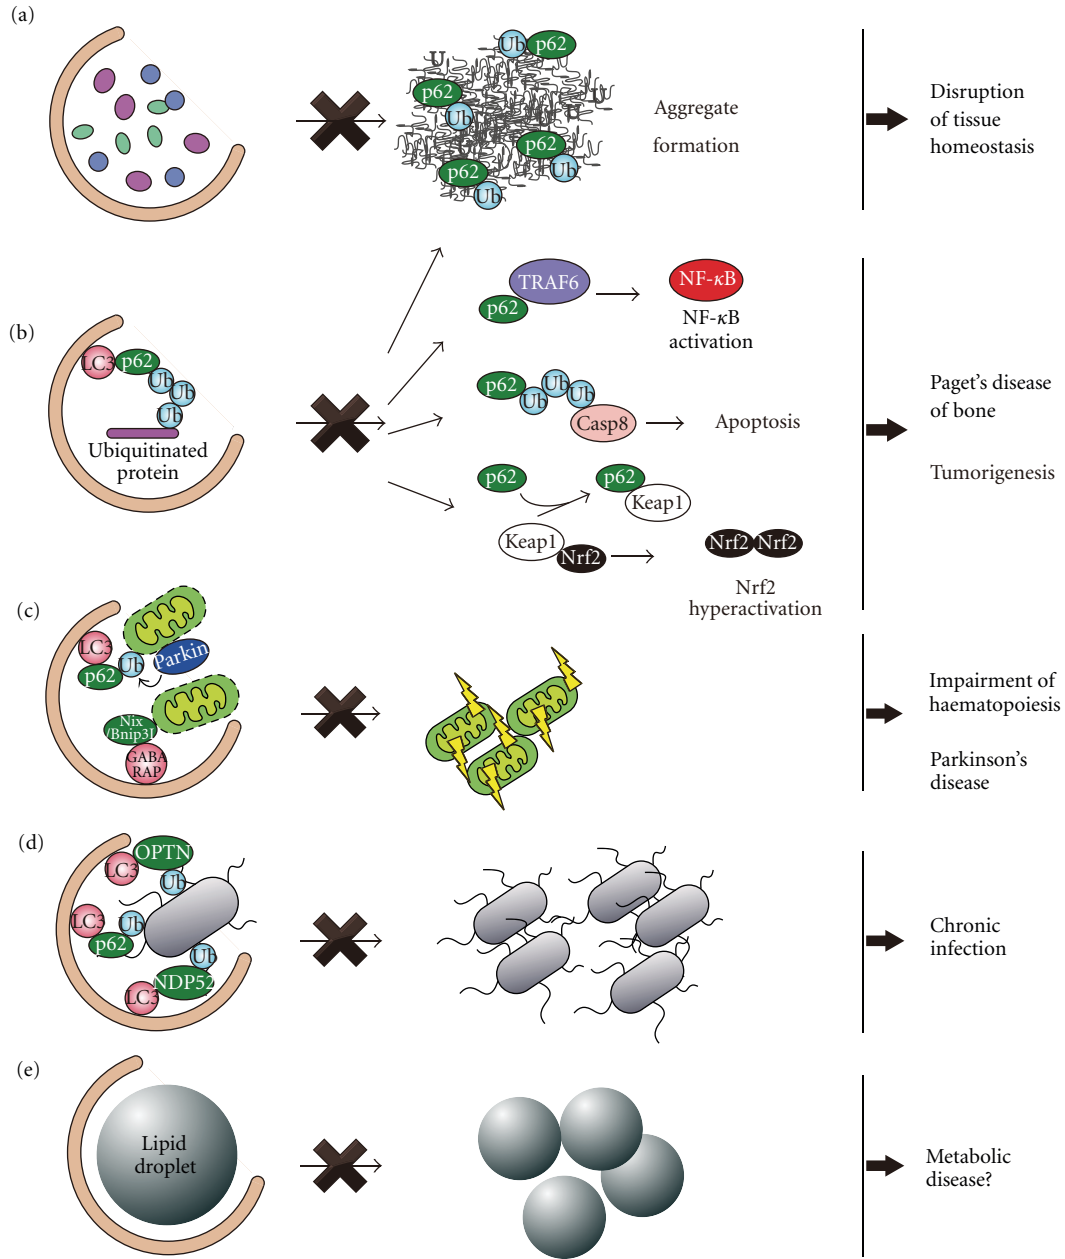 (a)
Ub p62
U
p62
Ub
U
U
p62
Ub
p62
Ub
Aggregate
formation
Disruption
of tissue
homeostasis
(b)
LC3 p62
Ub
Ub
Ub
Ubiquitinated
protein
TRAF6
p62
NF-κB
NF-κB
activation
p62
Ub
Ub
Ub
Casp8
Apoptosis
p62
p62
Keap1
Keap1
Nrf2
Nrf2 Nrf2
Nrf2
hyperactivation
Paget's disease
of bone
Tumorigenesis
(c)
LC3
p62
Ub
Parkin
Nix
/Bnip3l
GABA
RAP
Impairment of
haematopoiesis
Parkinson's
disease
(d)
OPTN
LC3
Ub
LC3
Ub
p62
Ub
NDP52
LC3
Chronic
infection
(e)
Lipid
droplet
Metabolic
disease?